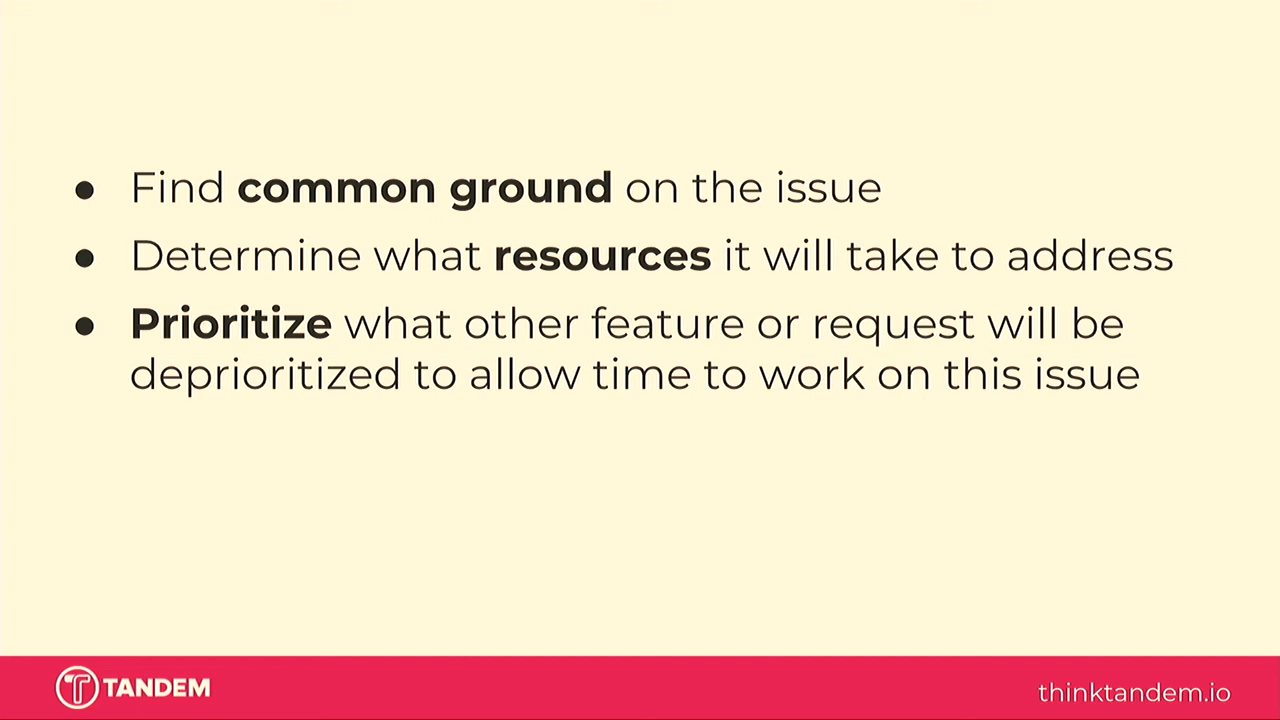 ● Find common ground on the issue
● Determine what resources it will take to address
● Prioritize what other feature or request will be
deprioritized to allow time to work on this issue
TANDEM
thinktandem.io